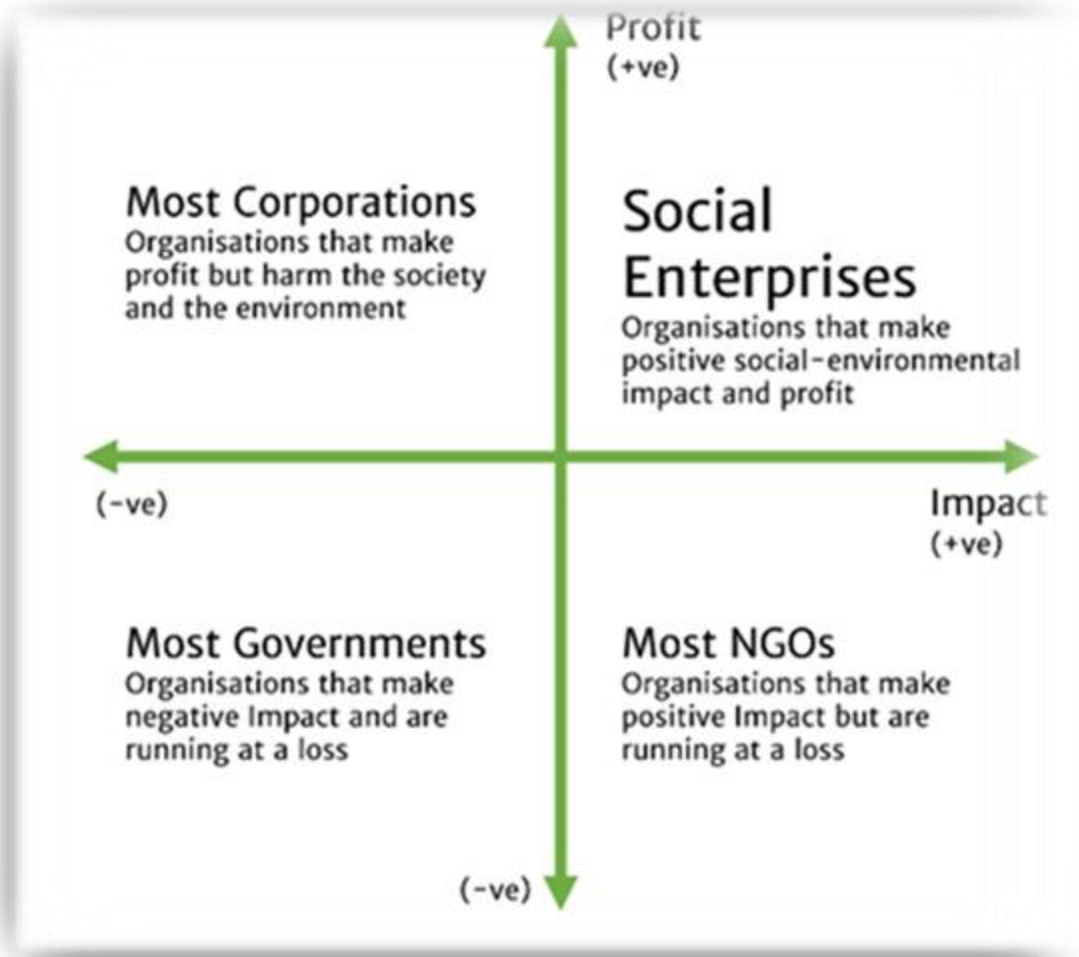 Profit
(+ve)
Most Corporations
Organisations that make
profit but harm the society
and the environment
Social
Enterprises
Organisations that make
positive social-environmental
impact and profit
(-ve)
Impact
(+ve)
Most Governments
Organisations that make
negative Impact and are
running at a loss
Most NGOs
Organisations that make
positive Impact but are
running at a loss
(-ve)